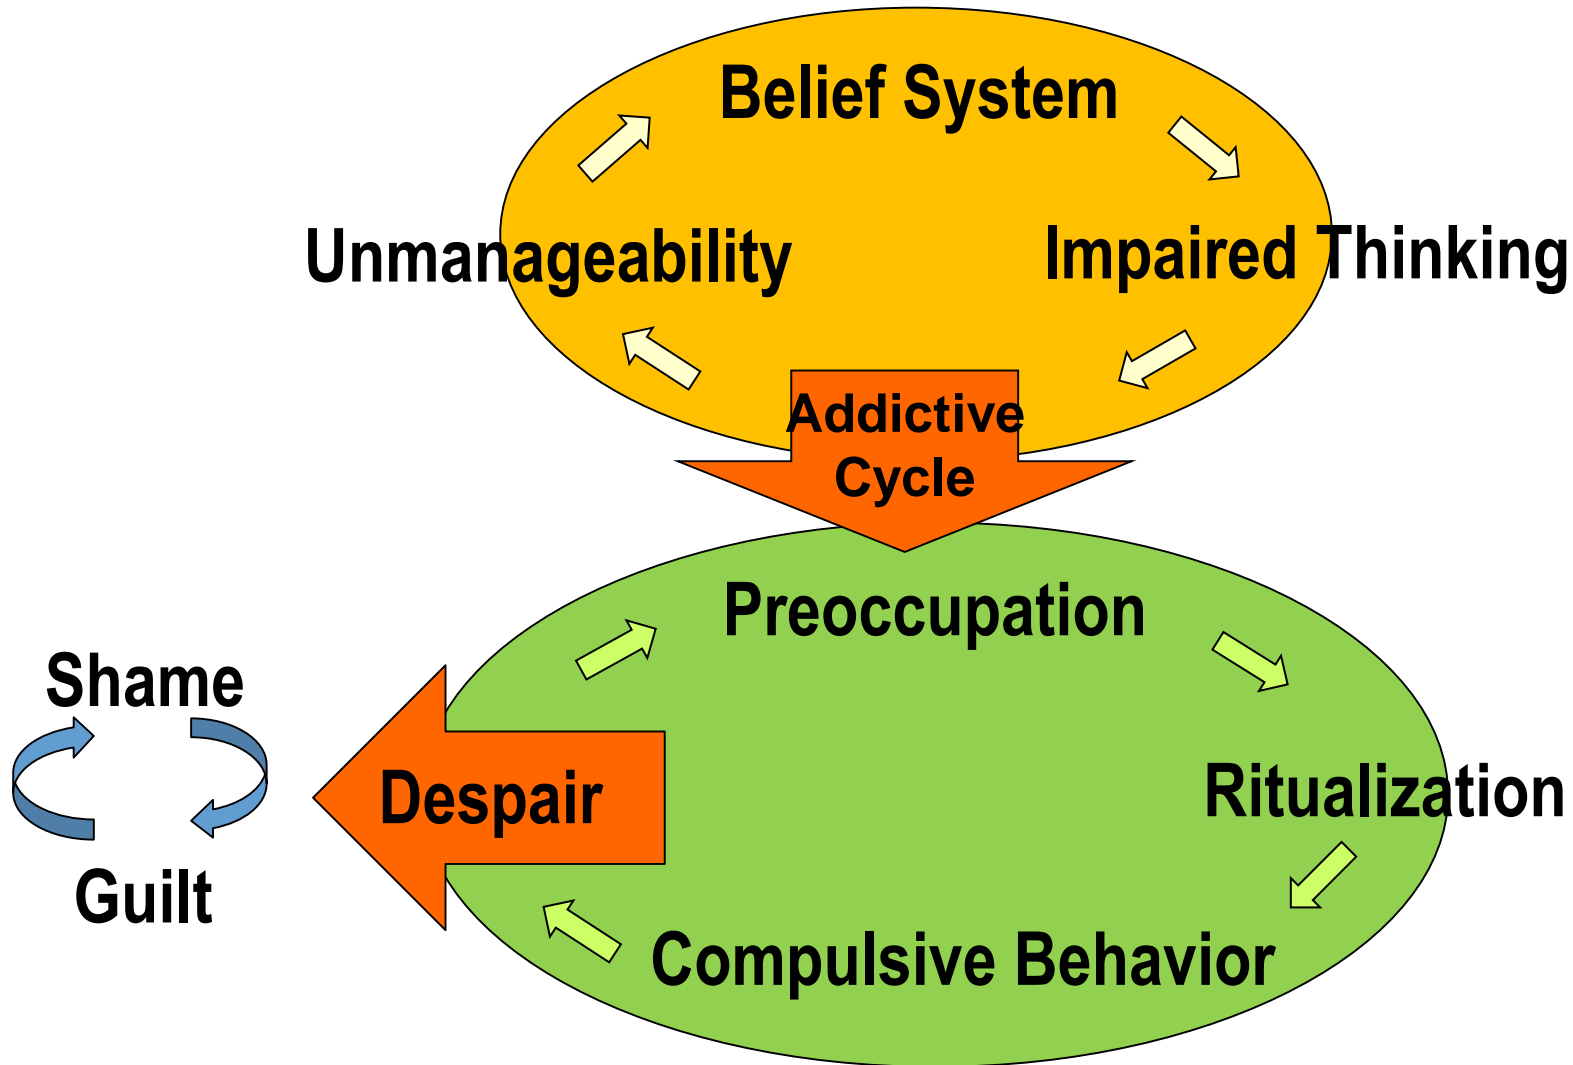 Belief System
Unmanageability
Impaired Thinking
Addictive
Cycle
Preoccupation
Shame
Despair
Ritualization
Guilt
Compulsive Behavior